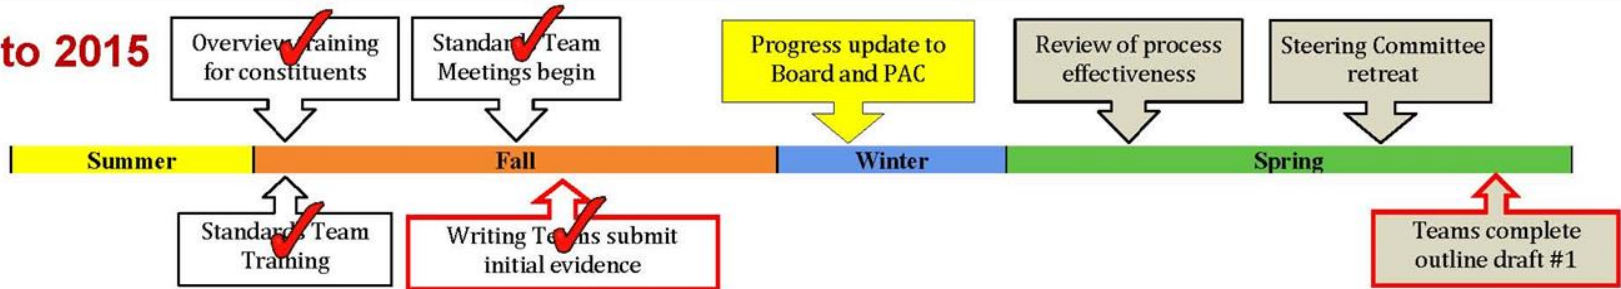 to 2015
Overview Training
for constituents
Standards Team
Meetings begin
Progress update to
Board and PAC
Review of process
effectiveness
Steering Committee
retreat
Summer
Fall
Winter
Spring
Standards Team
Training
Writing Teams submit
initial evidence
Teams complete
outline draft #1